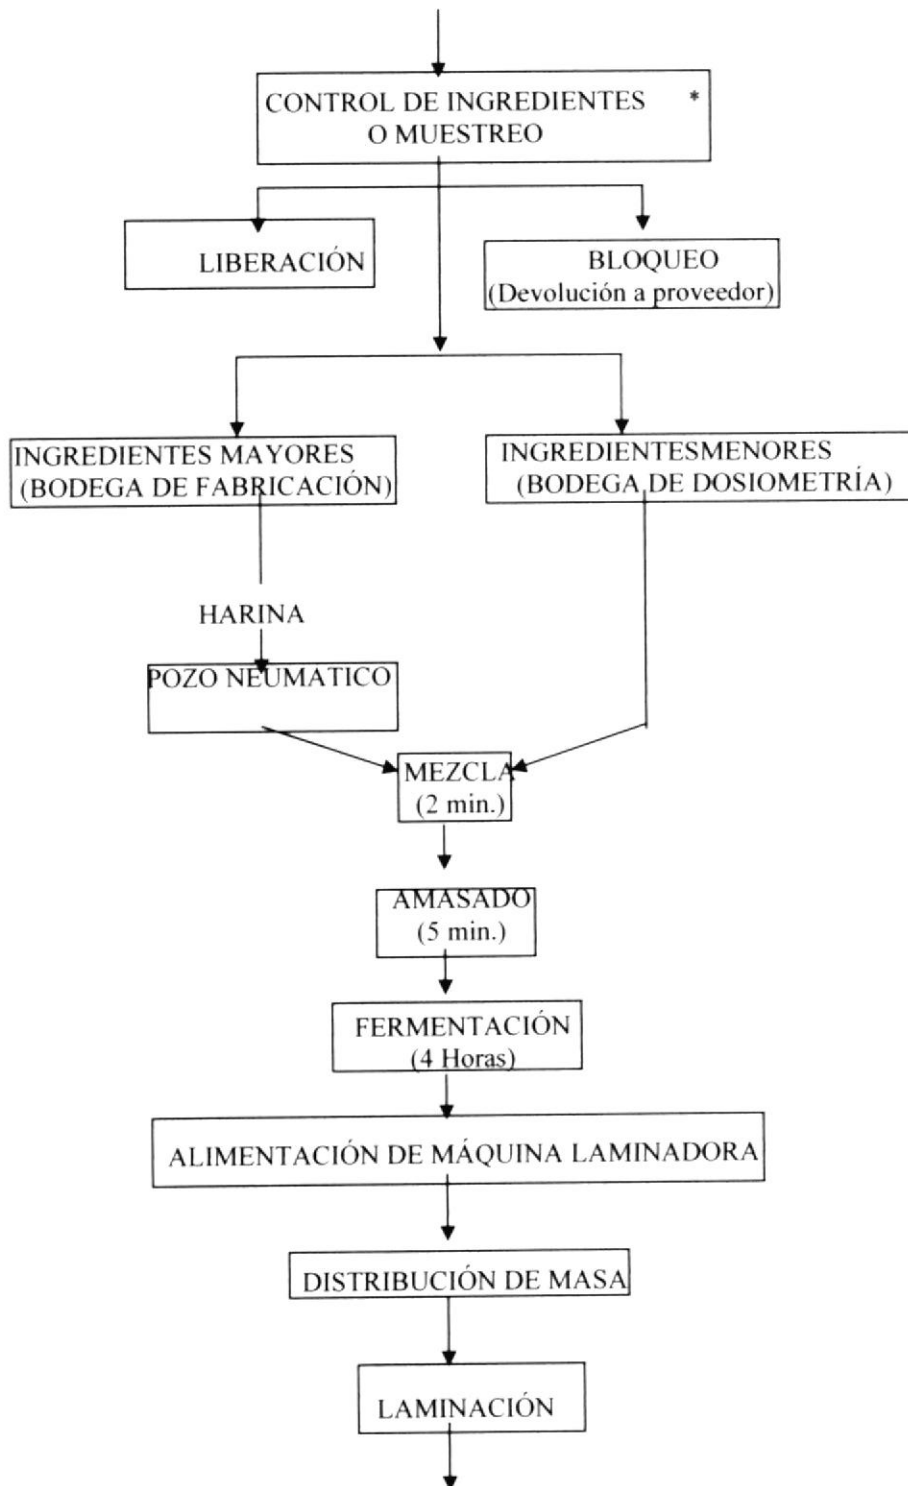 CONTROL DE INGREDIENTES *
O MUESTREO
LIBERACIÓN
BLOQUEO
(Devolución a proveedor)
INGREDIENTES MAYORES
(BODEGA DE FABRICACIÓN)
INGREDIENTESMENORES
(BODEGA DE DOSIOMETRÍA)
HARINA
POZO NEUMATICO
MEZCLA
(2 min.)
AMASADO
(5 min.)
FERMENTACIÓN
(4 Horas)
ALIMENTACIÓN DE MÁQUINA LAMINADORA
DISTRIBUCIÓN DE MASA
LAMINACIÓN